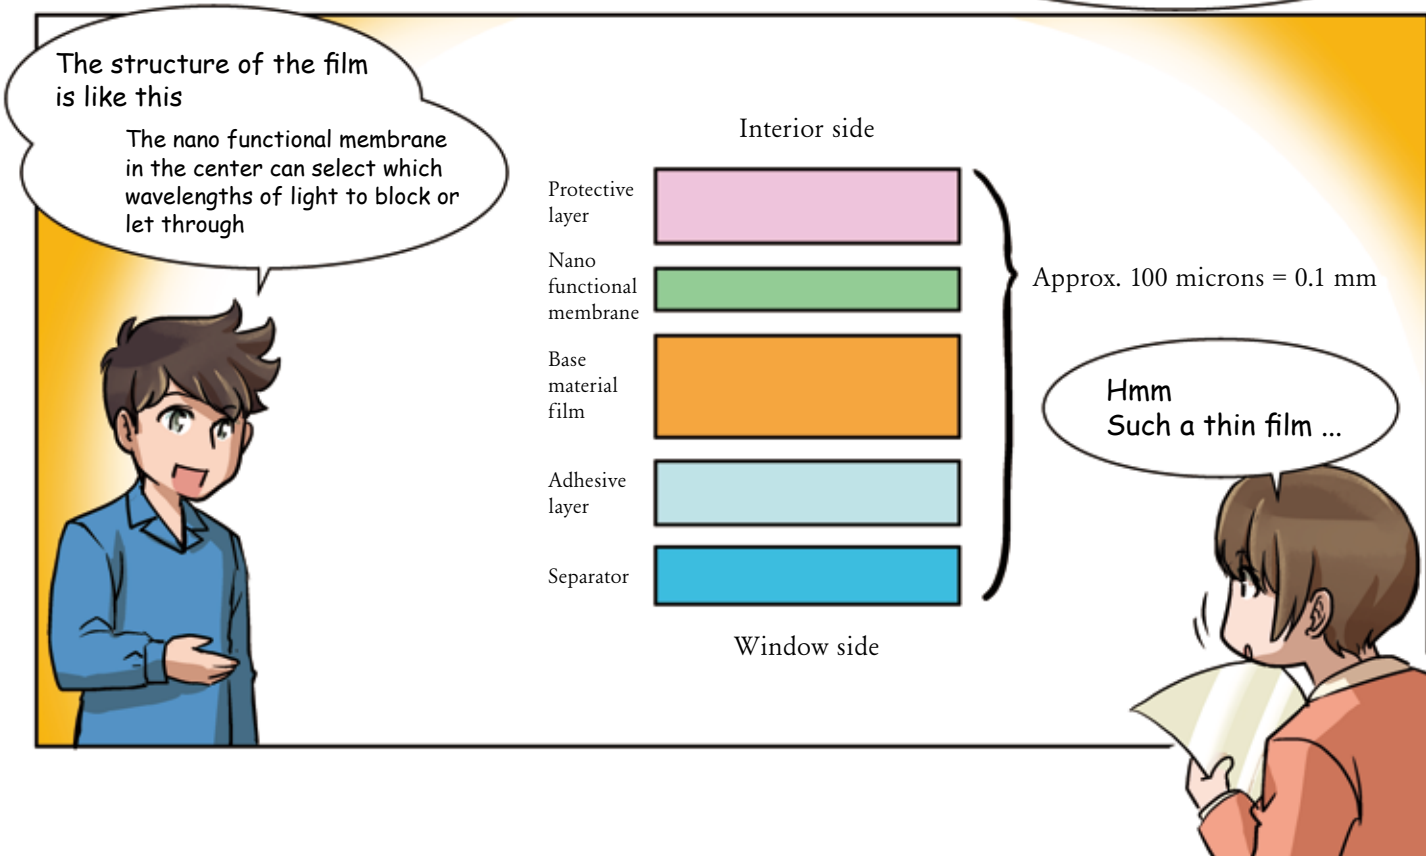 The structure of the film
is like this
The nano functional membrane
in the center can select which
wavelengths of light to block or
let through
Interior side
Protective
layer
Nano
functional
membrane
Base
material
film
Adhesive
layer
Separator
Window side
Approx. 100 microns = 0.1 mm
Hmm
Such a thin film ...